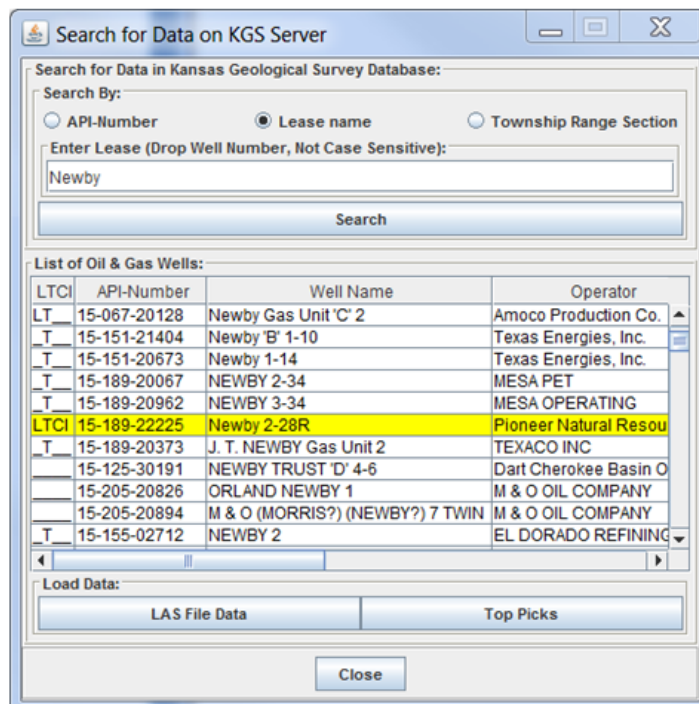 Search for Data on KGS Server
Search for Data in Kansas Geological Survey Database:
Search By:
API-Number Lease name Township Range Section
Enter Lease (Drop Well Number, Not Case Sensitive):
Newby
Search
List of Oil & Gas Wells:
LTCI API-Number Well Name Operator
LT__ 15-067-20128 Newby Gas Unit 'C' 2 Amoco Production Co.
_T__ 15-151-21404 Newby 'B' 1-10 Texas Energies, Inc.
_T__ 15-151-20673 Newby 1-14 Texas Energies, Inc.
_T__ 15-189-20067 NEWBY 2-34 MESA PET
_T__ 15-189-20962 NEWBY 3-34 MESA OPERATING
LTCI 15-189-22225 Newby 2-28R Pioneer Natural Resou
_T__ 15-189-20373 J. T. NEWBY Gas Unit 2 TEXACO INC
____ 15-125-30191 NEWBY TRUST 'D' 4-6 Dart Cherokee Basin O
____ 15-205-20826 ORLAND NEWBY 1 M & O OIL COMPANY
____ 15-205-20894 M & O (MORRIS?) (NEWBY?) 7 TWIN M & O OIL COMPANY
_T__ 15-155-02712 NEWBY 2 EL DORADO REFINING
Load Data:
LAS File Data Top Picks
Close